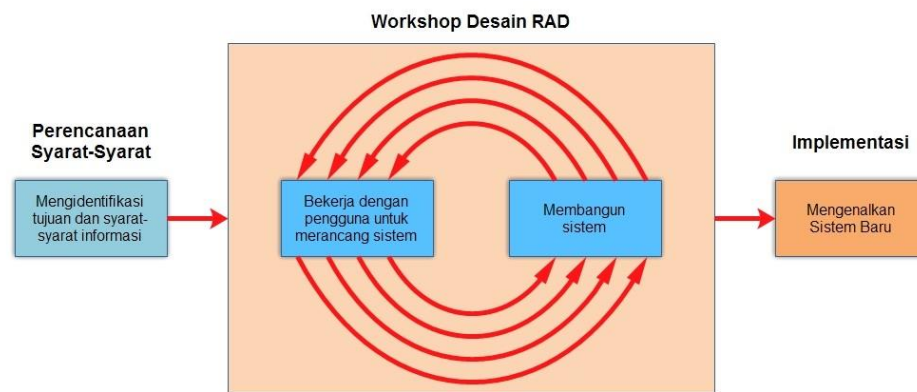 Workshop Desain RAD
Perencanaan
Syarat-Syarat
Mengidentifikasi
tujuan dan syarat-
syarat informasi
Bekerja dengan
pengguna untuk
merancang sistem
Membangun
sistem
Implementasi
Mengenalkan
Sistem Baru